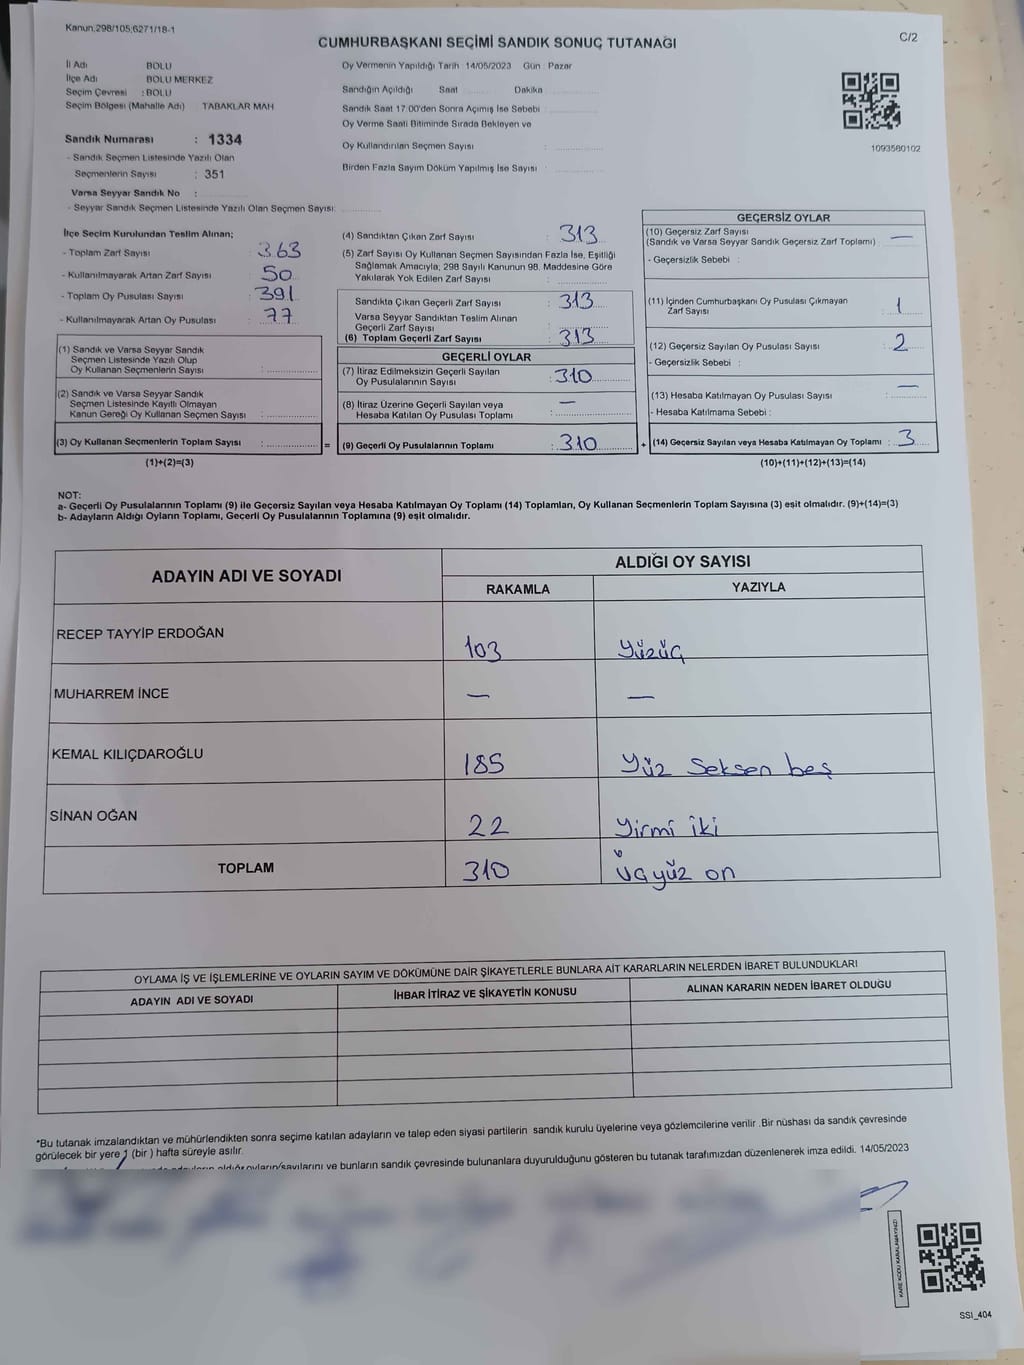 Kanun:298/105;6271/18-1
CUMHURBAŞKANI SEÇİMİ SANDIK SONUÇ TUTANAĞI
C/2
İl Adı BOLU
İlçe Adı BOLU MERKEZ
Seçim Çevresi : BOLU
Seçim Bölgesi (Mahalle Adı) TABAKLAR MAH
Oy Vermenin Yapıldığı Tarih 14/05/2023 Gün : Pazar
Sandığın Açıldığı Saat Dakika
Sandık Saat 17.00'den Sonra Açımış İse Sebebi
Oy Verme Saati Bitiminde Sırada Bekleyen ve
Oy Kullandırılan Seçmen Sayısı :
Birden Fazla Sayım Döküm Yapılmış İse Sayısı :
1093580102
Sandık Numarası : 1334
- Sandık Seçmen Listesinde Yazılı Olan
Seçmenlerin Sayısı : 351
Varsa Seyyar Sandık No :
- Seyyar Sandık Seçmen Listesinde Yazılı Olan Seçmen Sayısı:
İlçe Seçim Kurulundan Teslim Alınan;
- Toplam Zarf Sayısı : 363
- Kullanılmayarak Artan Zarf Sayısı : 50
- Toplam Oy Pusulası Sayısı : 391
- Kullanılmayarak Artan Oy Pusulası : 77
(1) Sandık ve Varsa Seyyar Sandık
Seçmen Listesinde Yazılı Olup
Oy Kullanan Seçmenlerin Sayısı :
(2) Sandık ve Varsa Seyyar Sandık
Seçmen Listesinde Kayıtlı Olmayan
Kanun Gereği Oy Kullanan Seçmen Sayısı :
(3) Oy Kullanan Seçmenlerin Toplam Sayısı : =
(1)+(2)=(3)
(4) Sandıktan Çıkan Zarf Sayısı : 313
(5) Zarf Sayısı Oy Kullanan Seçmen Sayısından Fazla İse, Eşitliği
Sağlamak Amacıyla; 298 Sayılı Kanunun 98. Maddesine Göre
Yakılarak Yok Edilen Zarf Sayısı :
Sandıkta Çıkan Geçerli Zarf Sayısı : 313
Varsa Seyyar Sandıktan Teslim Alınan
Geçerli Zarf Sayısı :
(6) Toplam Geçerli Zarf Sayısı : 313
GEÇERLİ OYLAR
(7) İtiraz Edilmeksizin Geçerli Sayılan
Oy Pusulalarının Sayısı : 310
(8) İtiraz Üzerine Geçerli Sayılan veya
Hesaba Katılan Oy Pusulası Toplamı : —
(9) Geçerli Oy Pusulalarının Toplamı : 310 +
GEÇERSİZ OYLAR
(10) Geçersiz Zarf Sayısı
(Sandık ve Varsa Seyyar Sandık Geçersiz Zarf Toplamı) : —
- Geçersizlik Sebebi :
(11) İçinden Cumhurbaşkanı Oy Pusulası Çıkmayan
Zarf Sayısı : 1
(12) Geçersiz Sayılan Oy Pusulası Sayısı : 2
- Geçersizlik Sebebi :
(13) Hesaba Katılmayan Oy Pusulası Sayısı : —
- Hesaba Katılmama Sebebi :
(14) Geçersiz Sayılan veya Hesaba Katılmayan Oy Toplamı : 3
(10)+(11)+(12)+(13)=(14)
NOT:
a- Geçerli Oy Pusulalarının Toplamı (9) ile Geçersiz Sayılan veya Hesaba Katılmayan Oy Toplamı (14) Toplamları, Oy Kullanan Seçmenlerin Toplam Sayısına (3) eşit olmalıdır. (9)+(14)=(3)
b- Adayların Aldığı Oyların Toplamı, Geçerli Oy Pusulalarının Toplamına (9) eşit olmalıdır.
ADAYIN ADI VE SOYADI ALDIĞI OY SAYISI
RAKAMLA YAZIYLA
RECEP TAYYİP ERDOĞAN 103 Yüzüç
MUHARREM İNCE — —
KEMAL KILIÇDAROĞLU 185 Yüz Seksen beş
SİNAN OĞAN 22 Yirmi iki
TOPLAM 310 üçyüz on
OYLAMA İŞ VE İŞLEMLERİNE VE OYLARIN SAYIM VE DÖKÜMÜNE DAİR ŞİKAYETLERLE BUNLARA AİT KARARLARIN NELERDEN İBARET BULUNDUKLARI
ADAYIN ADI VE SOYADI İHBAR İTİRAZ VE ŞİKAYETİN KONUSU ALINAN KARARIN NEDEN İBARET OLDUĞU
*Bu tutanak imzalandıktan ve mühürlendikten sonra seçime katılan adayların ve talep eden siyasi partilerin sandık kurulu üyelerine veya gözlemcilerine verilir .Bir nüshası da sandık çevresinde
görülecek bir yere 1 (bir ) hafta süreyle asılır.
aldığı oyların/sayılarını ve bunların sandık çevresinde bulunanlara duyurulduğunu gösteren bu tutanak tarafımızdan düzenlenerek imza edildi. 14/05/2023
KARE KODU KARALAMAYINIZ!
SSI_404